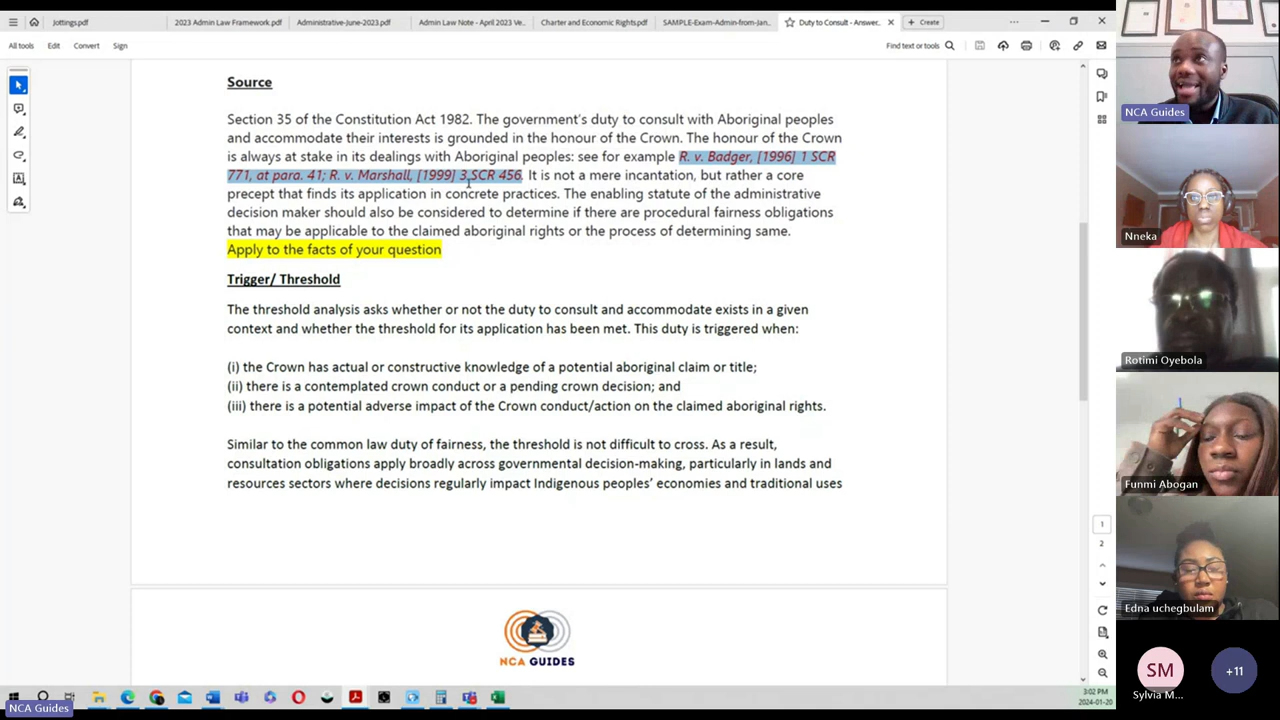 Jottings.pdf
2023 Admin Law Framework.pdf
Administrative-June-2023.pdf
Admin Law Note - April 2023 Ve...
Charter and Economic Rights.pdf
SAMPLE-Exam-Admin-from-Jan...
Duty to Consult - Answer...
Create
All tools
Edit
Convert
Sign
Find text or tools
Source
Section 35 of the Constitution Act 1982. The government's duty to consult with Aboriginal peoples
and accommodate their interests is grounded in the honour of the Crown. The honour of the Crown
is always at stake in its dealings with Aboriginal peoples: see for example R. v. Badger, [1996] 1 SCR
771, at para. 41; R. v. Marshall, [1999] 3 SCR 456. It is not a mere incantation, but rather a core
precept that finds its application in concrete practices. The enabling statute of the administrative
decision maker should also be considered to determine if there are procedural fairness obligations
that may be applicable to the claimed aboriginal rights or the process of determining same.
Apply to the facts of your question
Trigger/ Threshold
The threshold analysis asks whether or not the duty to consult and accommodate exists in a given
context and whether the threshold for its application has been met. This duty is triggered when:
(i) the Crown has actual or constructive knowledge of a potential aboriginal claim or title;
(ii) there is a contemplated crown conduct or a pending crown decision; and
(iii) there is a potential adverse impact of the Crown conduct/action on the claimed aboriginal rights.
Similar to the common law duty of fairness, the threshold is not difficult to cross. As a result,
consultation obligations apply broadly across governmental decision-making, particularly in lands and
resources sectors where decisions regularly impact Indigenous peoples' economies and traditional uses
NCA GUIDES
1
2
3:02 PM
2024-01-20
NCA Guides
NCA Guides
Nneka
Rotimi Oyebola
Funmi Abogan
Edna uchegbulam
SM
Sylvia M...
+11